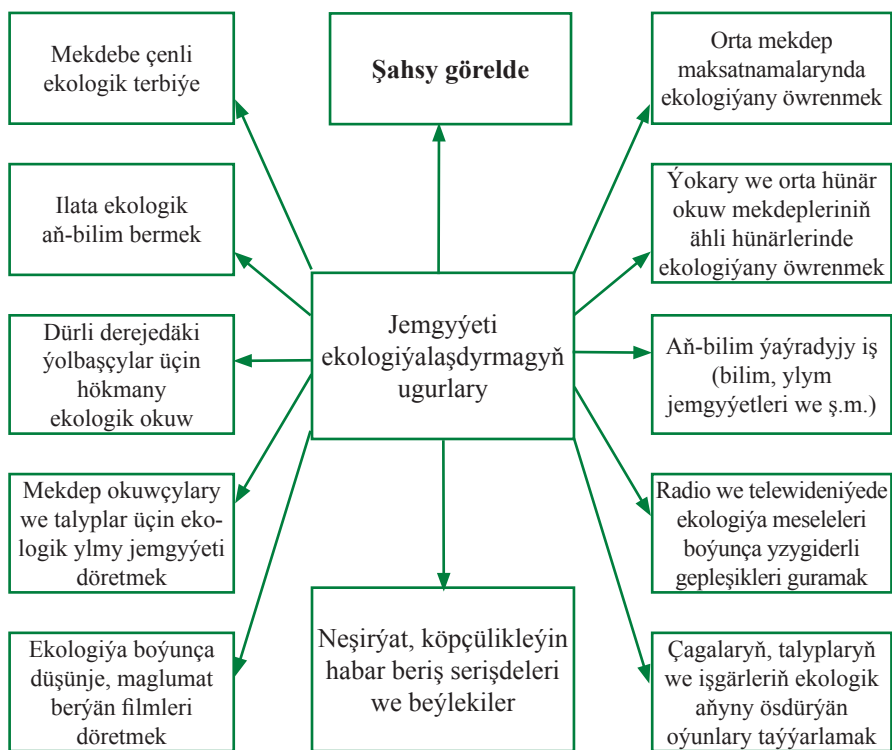 Mekdebe çenli
ekologik terbiýe
Şahsy görelde
Orta mekdep
maksatnamalarynda
ekologiýany öwrenmek
Ilata ekologik
aň-bilim bermek
Ýokary we orta hünär
okuw mekdepleriniň
ähli hünärlerinde
ekologiýany öwrenmek
Jemgyýeti
ekologiýalaşdyrmagyň
ugurlary
Dürli derejedäki
ýolbaşçylar üçin
hökmany
ekologik okuw
Aň-bilim ýaýradyjy iş
(bilim, ylym
jemgyýetleri we ş.m.)
Mekdep okuwçylary
we talyplar üçin eko-
logik ylmy jemgyýeti
döretmek
Radio we telewideniýede
ekologiýa meseleleri
boýunça yzygiderli
gepleşikleri guramak
Ekologiýa boýunça
düşünje, maglumat
berýän filmleri
döretmek
Neşirýat, köpçülikleýin
habar beriş serişdeleri
we beýlekiler
Çagalaryň, talyplaryň
we işgärleriň ekologik
aňyny ösdürýän
oýunlary taýýarlamak